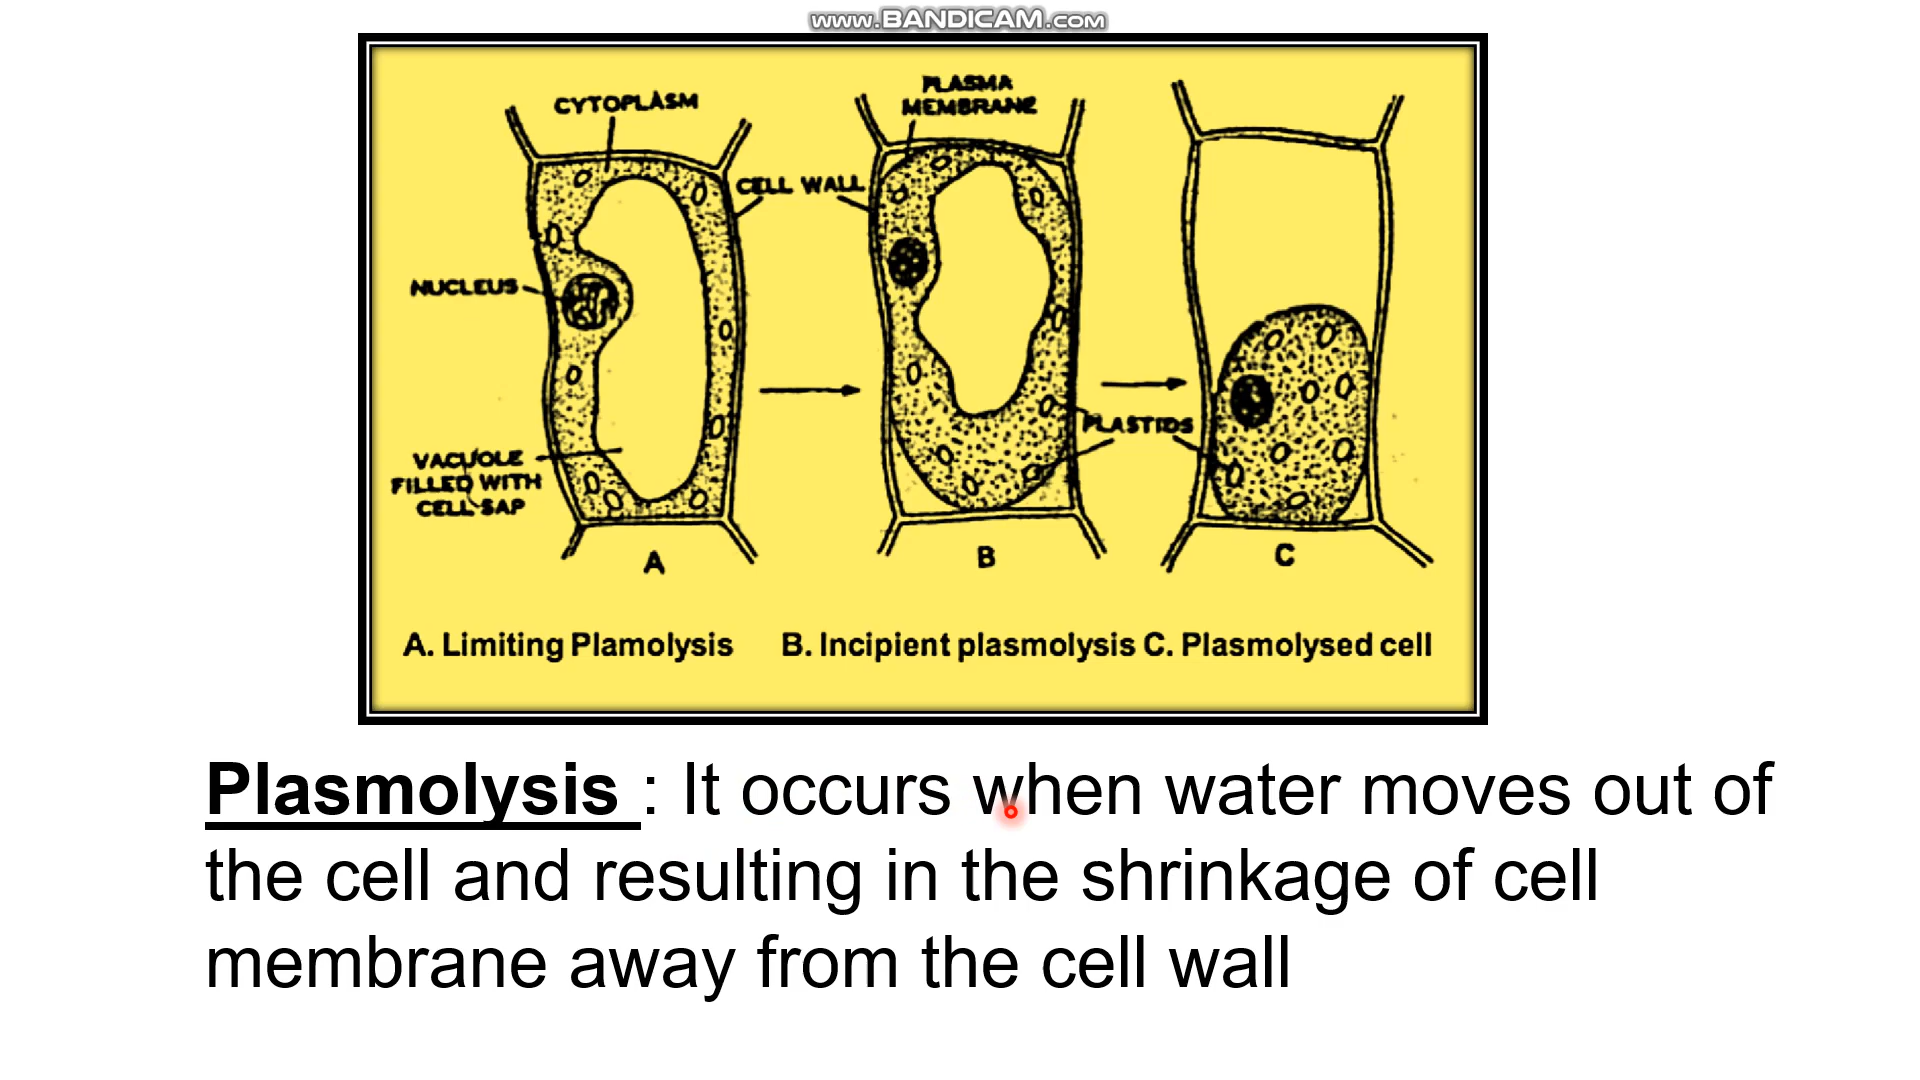 www.BANDICAM.com
PLASMA
MEMBRANE
CYTOPLASM
CELL WALL
NUCLEUS
PLASTIDS
VACUOLE
FILLED WITH
CELL SAP
A
B
C
A. Limiting Plamolysis
B. Incipient plasmolysis
C. Plasmolysed cell
Plasmolysis : It occurs when water moves out of
the cell and resulting in the shrinkage of cell
membrane away from the cell wall